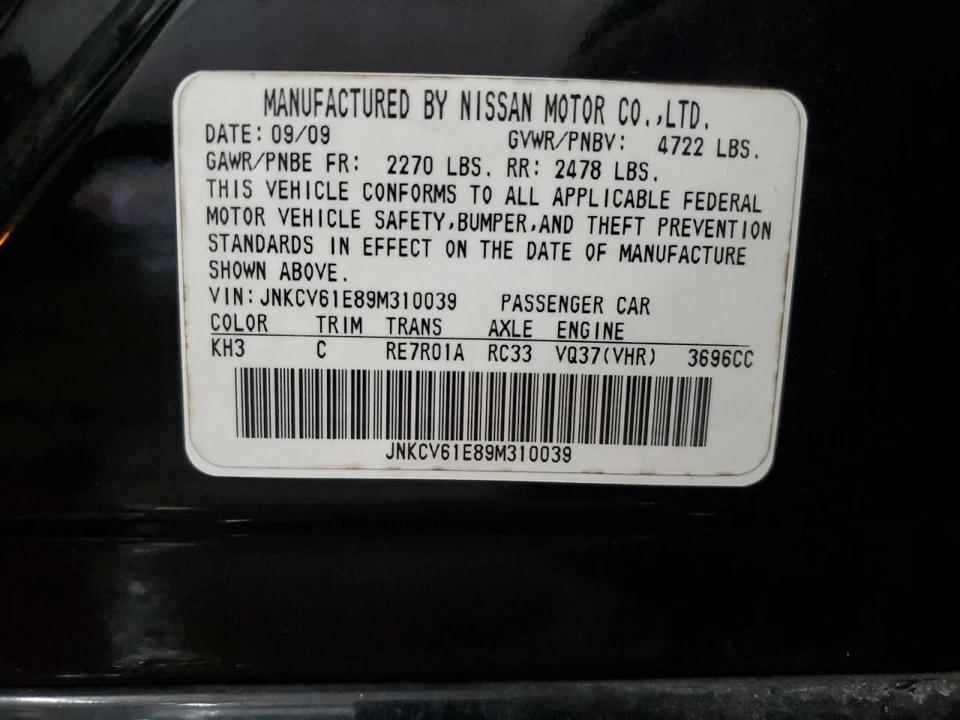 MANUFACTURED BY NISSAN MOTOR CO.,LTD.
DATE: 09/09 GVWR/PNBV: 4722 LBS.
GAWR/PNBE FR: 2270 LBS. RR: 2478 LBS.
THIS VEHICLE CONFORMS TO ALL APPLICABLE FEDERAL
MOTOR VEHICLE SAFETY,BUMPER,AND THEFT PREVENTION
STANDARDS IN EFFECT ON THE DATE OF MANUFACTURE
SHOWN ABOVE.
VIN: JNKCV61E89M310039 PASSENGER CAR
COLOR TRIM TRANS AXLE ENGINE
KH3 C RE7R01A RC33 VQ37(VHR) 3696CC
JNKCV61E89M310039